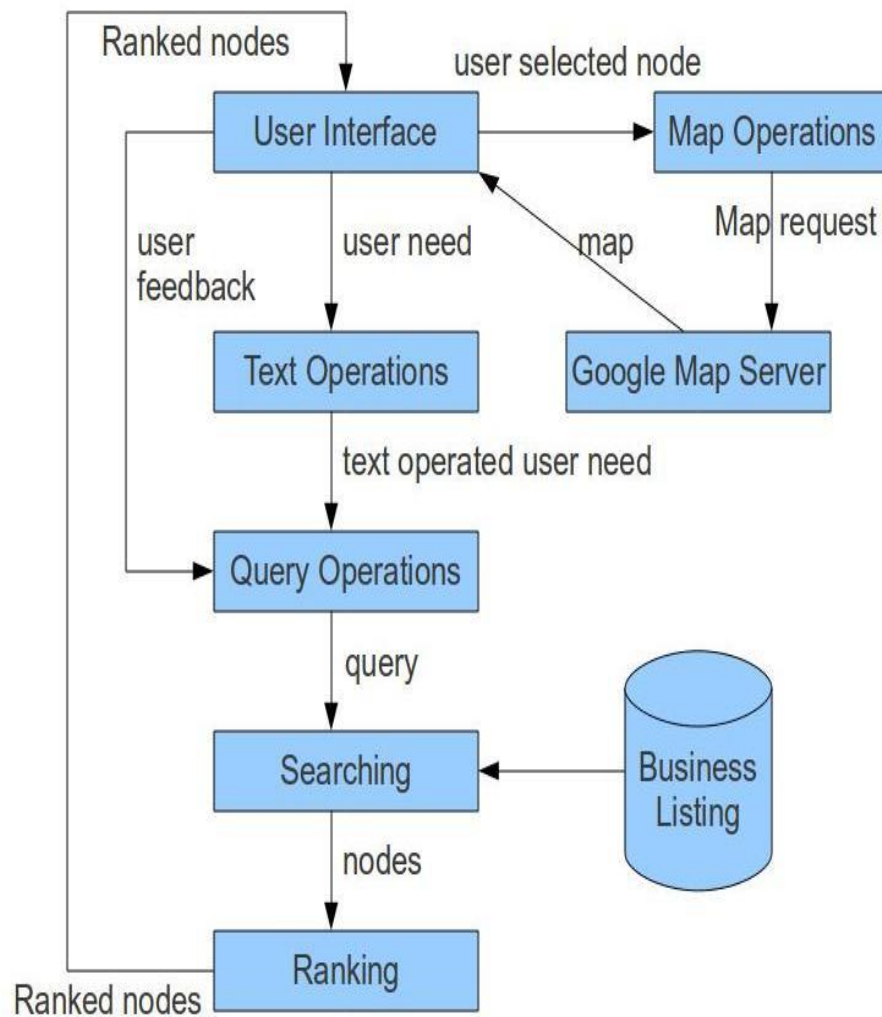 Ranked nodes
user selected node
User Interface
Map Operations
user
feedback
user need
map
Map request
Text Operations
Google Map Server
text operated user need
Query Operations
query
Searching
Business
Listing
nodes
Ranking
Ranked nodes